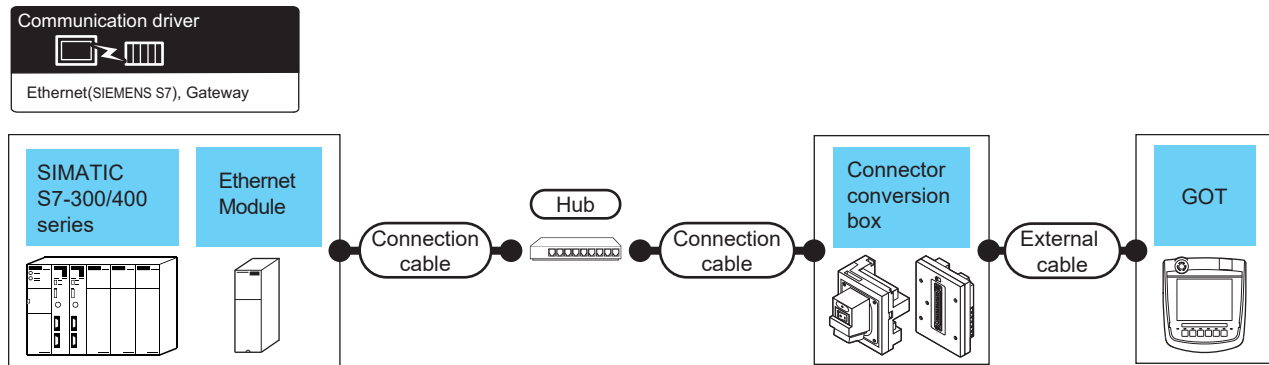 Communication driver
Ethernet(SIEMENS S7), Gateway
SIMATIC
S7-300/400
series
Ethernet
Module
Connection
cable
Hub
Connection
cable
Connector
conversion
box
External
cable
GOT